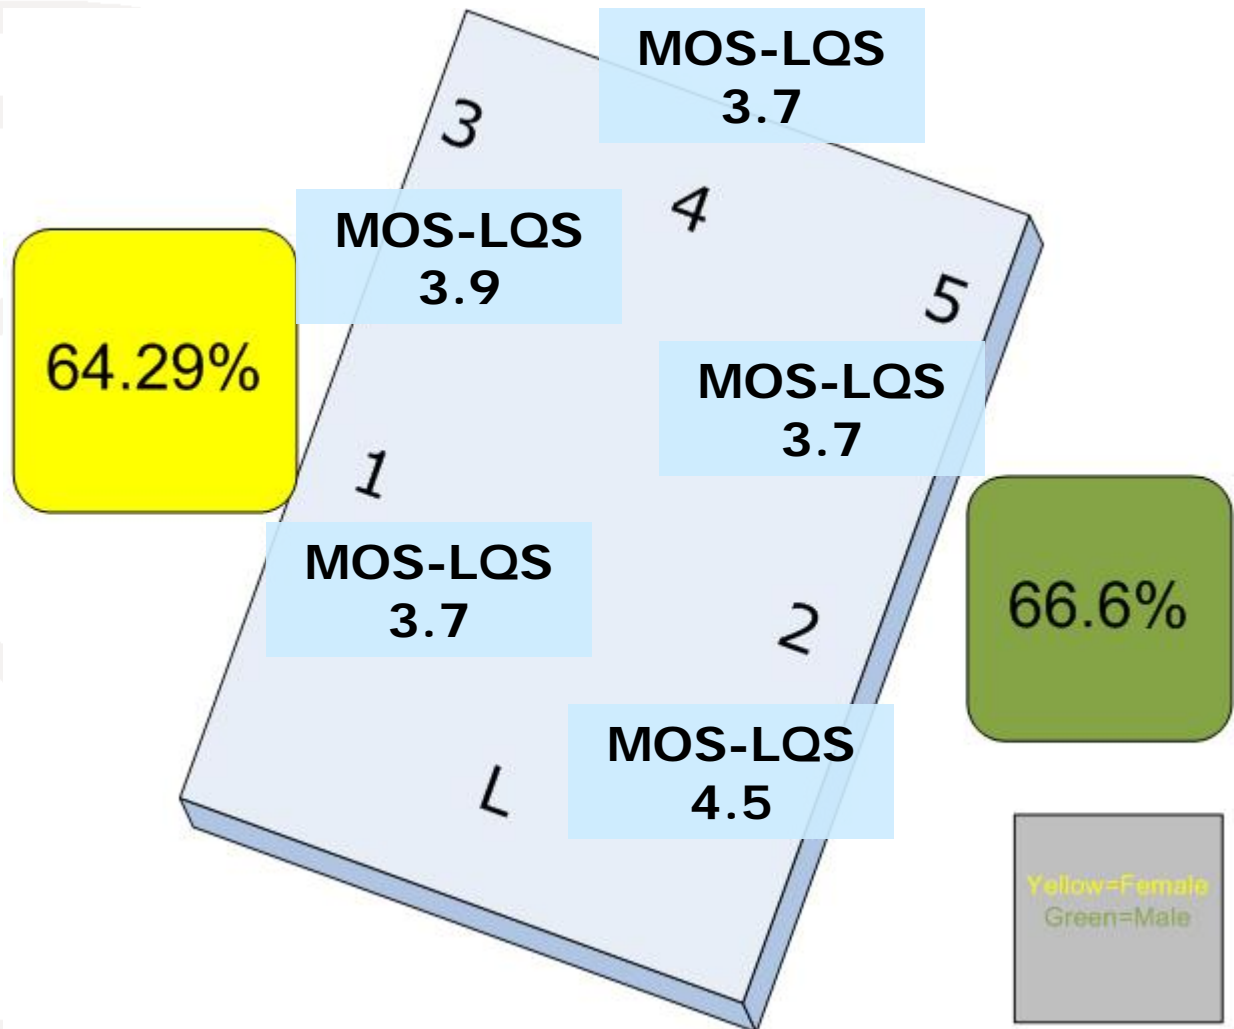 MOS-LQS
3.7
3
4
MOS-LQS
3.9
5
64.29%
MOS-LQS
3.7
1
MOS-LQS
3.7
2
66.6%
MOS-LQS
4.5
L
Yellow=Female
Green=Male